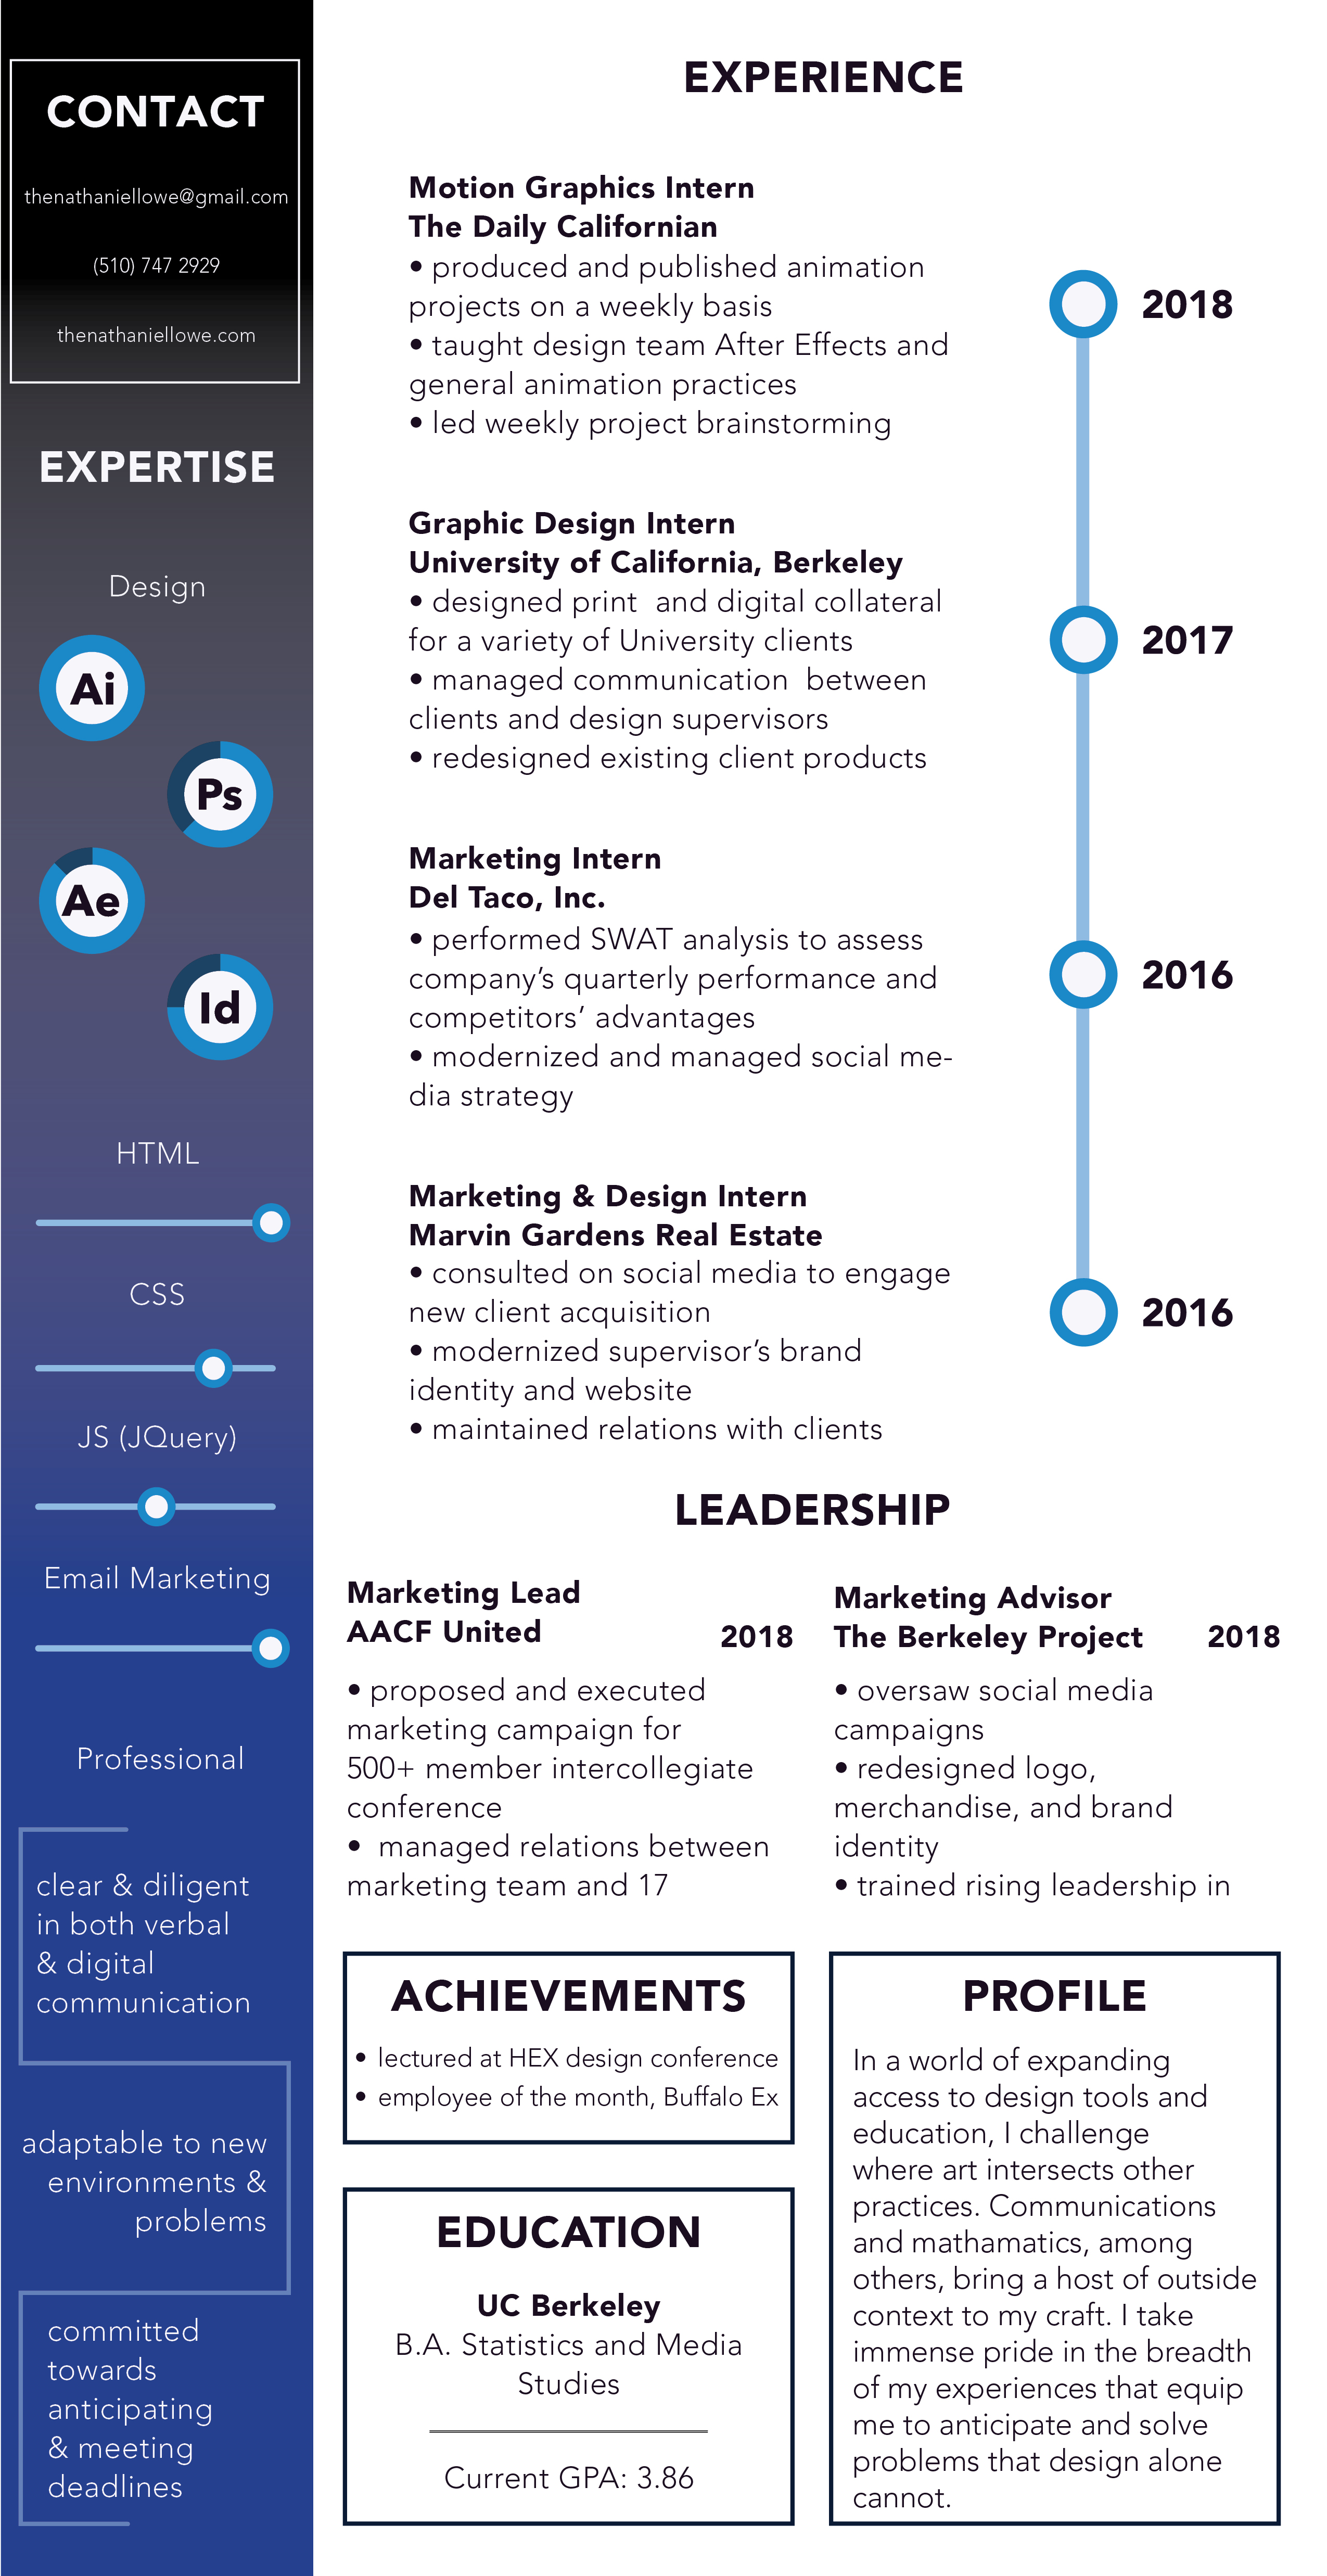 CONTACT
thenathaniellowe@gmail.com
(510) 747 2929
thenathaniellowe.com
EXPERTISE
Design
Ai
Ps
Ae
Id
HTML
CSS
JS (JQuery)
Email Marketing
Professional
clear & diligent
in both verbal
& digital
communication
adaptable to new
environments &
problems
committed
towards
anticipating
& meeting
deadlines
EXPERIENCE
Motion Graphics Intern
The Daily Californian
• produced and published animation
projects on a weekly basis
• taught design team After Effects and
general animation practices
• led weekly project brainstorming
2018
Graphic Design Intern
University of California, Berkeley
• designed print  and digital collateral
for a variety of University clients
• managed communication  between
clients and design supervisors
• redesigned existing client products
2017
Marketing Intern
Del Taco, Inc.
• performed SWAT analysis to assess
company’s quarterly performance and
competitors’ advantages
• modernized and managed social me-
dia strategy
2016
Marketing & Design Intern
Marvin Gardens Real Estate
• consulted on social media to engage
new client acquisition
• modernized supervisor’s brand
identity and website
• maintained relations with clients
2016
LEADERSHIP
Marketing Lead
AACF United 2018
• proposed and executed
marketing campaign for
500+ member intercollegiate
conference
•  managed relations between
marketing team and 17
Marketing Advisor
The Berkeley Project 2018
• oversaw social media
campaigns
• redesigned logo,
merchandise, and brand
identity
• trained rising leadership in
ACHIEVEMENTS
• lectured at HEX design conference
• employee of the month, Buffalo Ex
EDUCATION
UC Berkeley
B.A. Statistics and Media
Studies
Current GPA: 3.86
PROFILE
In a world of expanding
access to design tools and
education, I challenge
where art intersects other
practices. Communications
and mathamatics, among
others, bring a host of outside
context to my craft. I take
immense pride in the breadth
of my experiences that equip
me to anticipate and solve
problems that design alone
cannot.